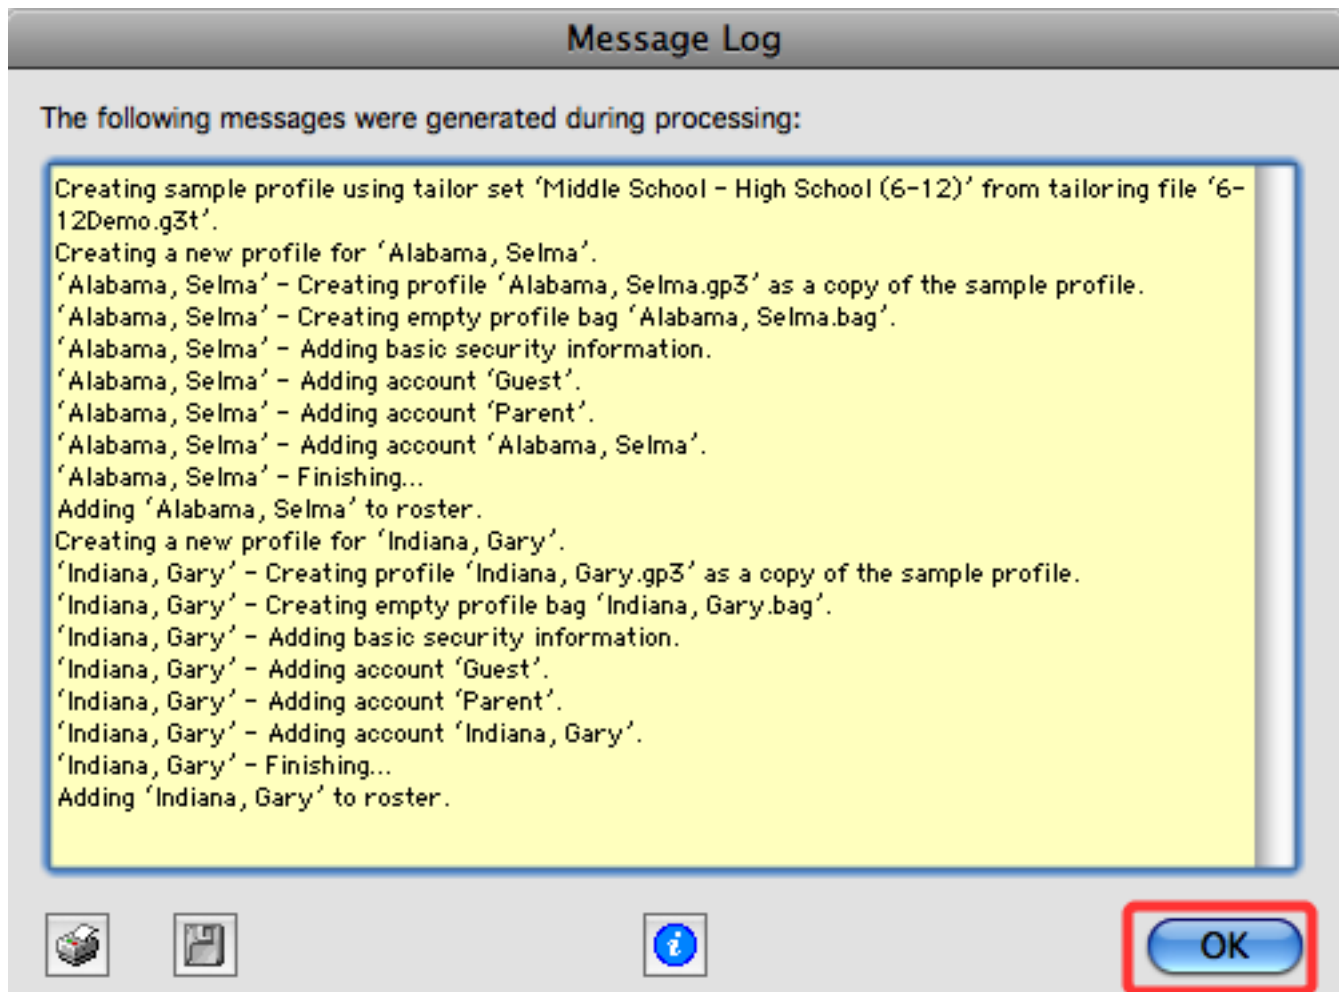 Message Log
The following messages were generated during processing:
Creating sample profile using tailor set ‘Middle School – High School (6-12)’ from tailoring file ‘6-
12Demo.g3t’.
Creating a new profile for ‘Alabama, Selma’.
‘Alabama, Selma’ – Creating profile ‘Alabama, Selma.gp3’ as a copy of the sample profile.
‘Alabama, Selma’ – Creating empty profile bag ‘Alabama, Selma.bag’.
‘Alabama, Selma’ – Adding basic security information.
‘Alabama, Selma’ – Adding account ‘Guest’.
‘Alabama, Selma’ – Adding account ‘Parent’.
‘Alabama, Selma’ – Adding account ‘Alabama, Selma’.
‘Alabama, Selma’ – Finishing...
Adding ‘Alabama, Selma’ to roster.
Creating a new profile for ‘Indiana, Gary’.
‘Indiana, Gary’ – Creating profile ‘Indiana, Gary.gp3’ as a copy of the sample profile.
‘Indiana, Gary’ – Creating empty profile bag ‘Indiana, Gary.bag’.
‘Indiana, Gary’ – Adding basic security information.
‘Indiana, Gary’ – Adding account ‘Guest’.
‘Indiana, Gary’ – Adding account ‘Parent’.
‘Indiana, Gary’ – Adding account ‘Indiana, Gary’.
‘Indiana, Gary’ – Finishing...
Adding ‘Indiana, Gary’ to roster.
OK